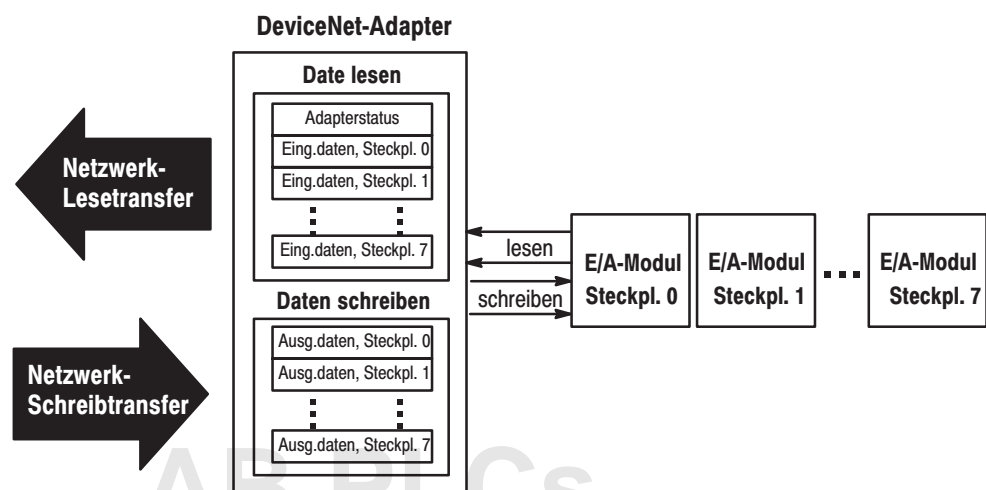 DeviceNet-Adapter
Date lesen
Adapterstatus
Eing.daten, Steckpl. 0
Eing.daten, Steckpl. 1
Eing.daten, Steckpl. 7
Netzwerk-
Lesetransfer
lesen
schreiben
E/A-Modul
Steckpl. 0
E/A-Modul
Steckpl. 1
E/A-Modul
Steckpl. 7
Daten schreiben
Ausg.daten, Steckpl. 0
Ausg.daten, Steckpl. 1
Ausg.daten, Steckpl. 7
Netzwerk-
Schreibtransfer
AB PLCs